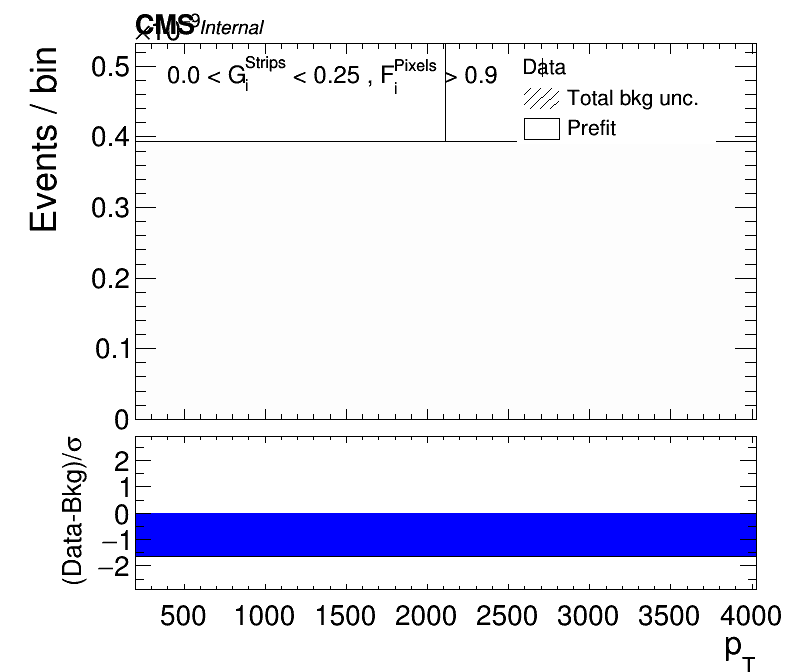 CMS Internal
×10⁻⁹
0.0 < G_i^Strips < 0.25 , F_i^Pixels > 0.9
Data
Total bkg unc.
Prefit
Events / bin
0.5
0.4
0.3
0.2
0.1
0
(Data-Bkg)/σ
2
1
0
−1
−2
500 1000 1500 2000 2500 3000 3500 4000
p_T